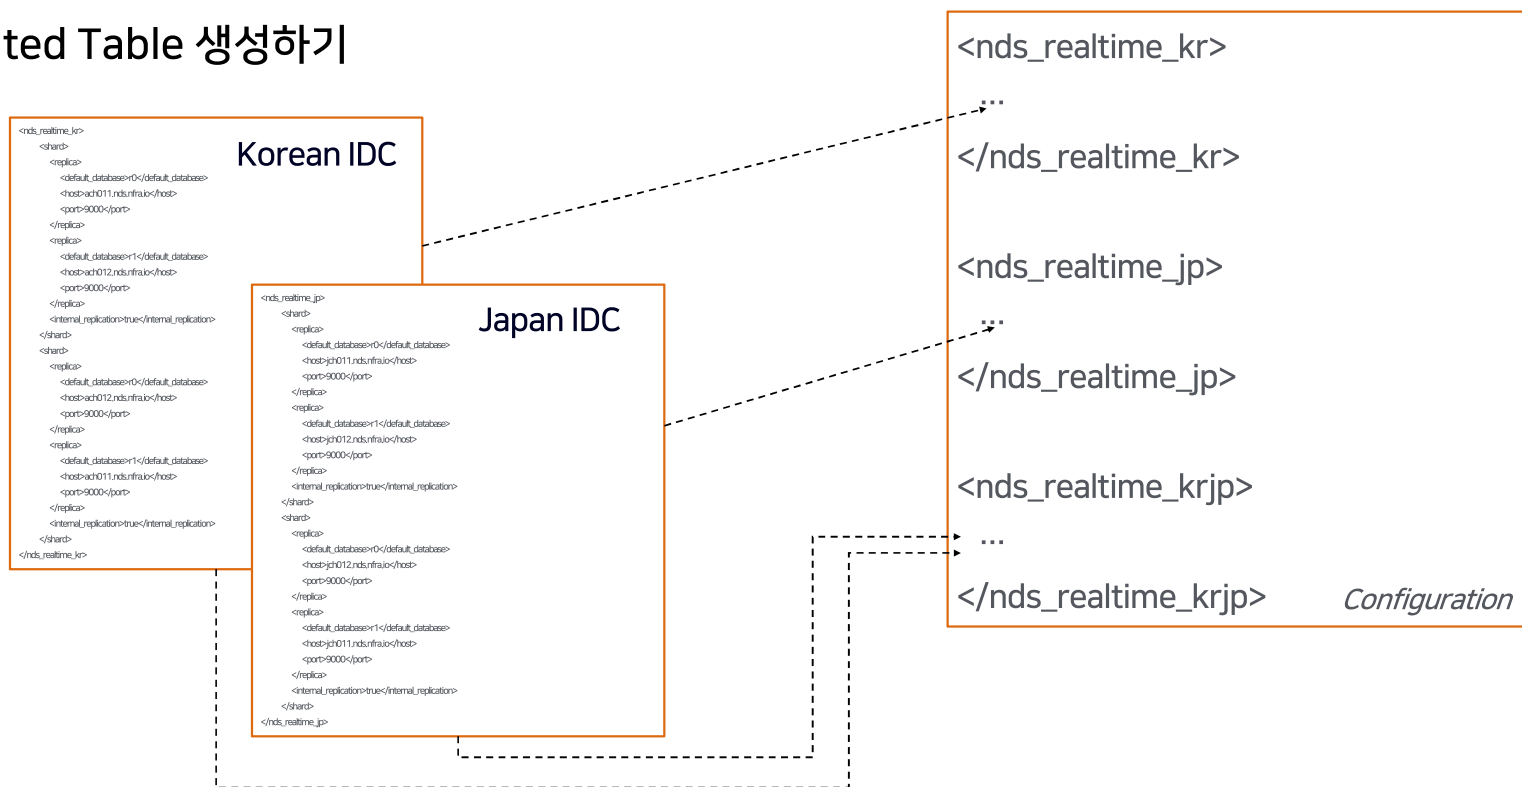 ted Table 생성하기
<nds_realtime_kr>
<shard>
<replica>
<default_database>r0</default_database>
<host>ach011.nds.nfra.io</host>
<port>9000</port>
</replica>
<replica>
<default_database>r1</default_database>
<host>ach012.nds.nfra.io</host>
<port>9000</port>
</replica>
<internal_replication>true</internal_replication>
</shard>
<shard>
<replica>
<default_database>r0</default_database>
<host>ach012.nds.nfra.io</host>
<port>9000</port>
</replica>
<replica>
<default_database>r1</default_database>
<host>ach011.nds.nfra.io</host>
<port>9000</port>
</replica>
<internal_replication>true</internal_replication>
</shard>
</nds_realtime_kr>
Korean IDC
<nds_realtime_jp>
<shard>
<replica>
<default_database>r0</default_database>
<host>jch011.nds.nfra.io</host>
<port>9000</port>
</replica>
<replica>
<default_database>r1</default_database>
<host>jch012.nds.nfra.io</host>
<port>9000</port>
</replica>
<internal_replication>true</internal_replication>
</shard>
<shard>
<replica>
<default_database>r0</default_database>
<host>jch012.nds.nfra.io</host>
<port>9000</port>
</replica>
<replica>
<default_database>r1</default_database>
<host>jch011.nds.nfra.io</host>
<port>9000</port>
</replica>
<internal_replication>true</internal_replication>
</shard>
</nds_realtime_jp>
Japan IDC
<nds_realtime_kr>
...
</nds_realtime_kr>
<nds_realtime_jp>
...
</nds_realtime_jp>
<nds_realtime_krjp>
...
</nds_realtime_krjp>
Configuration